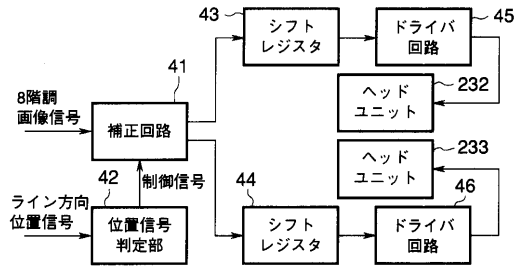 43
シフト
レジスタ
45
ドライバ
回路
41
8階調
画像信号
補正回路
232
ヘッド
ユニット
233
ヘッド
ユニット
制御信号
ライン方向
位置信号
42
位置信号
判定部
44
シフト
レジスタ
46
ドライバ
回路